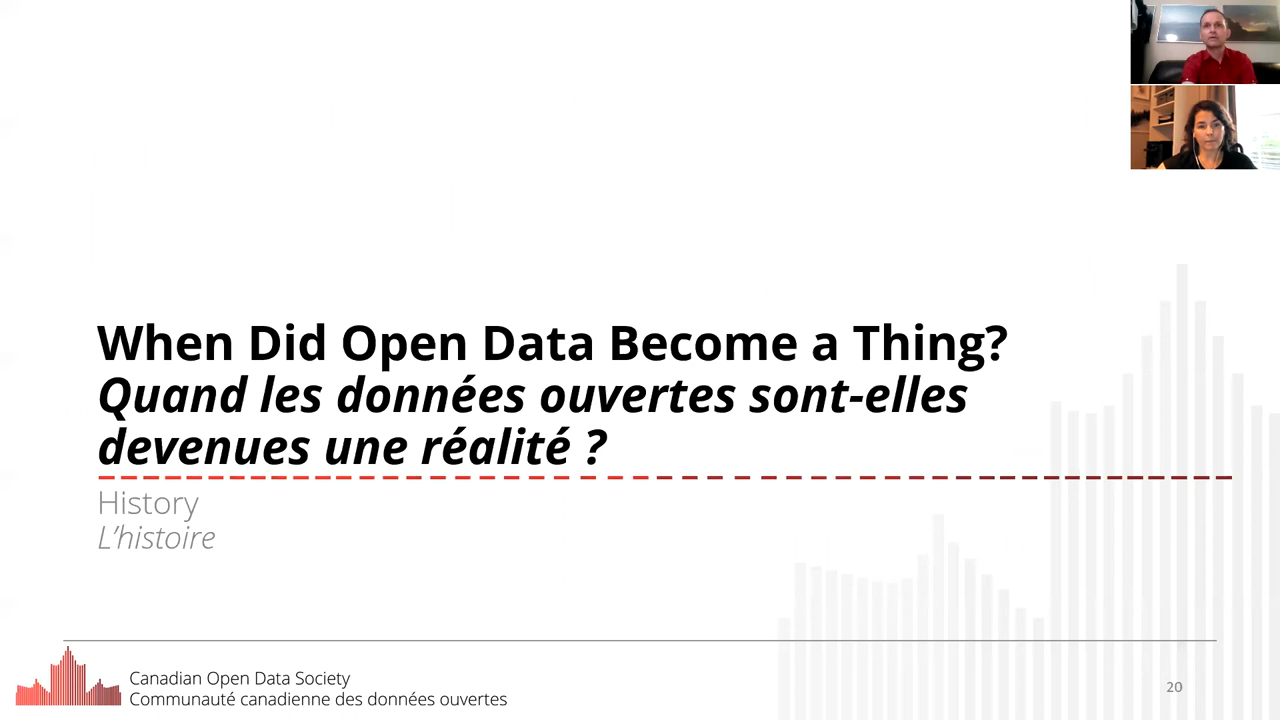 When Did Open Data Become a Thing?
Quand les données ouvertes sont-elles
devenues une réalité ?
History
L’histoire
Canadian Open Data Society
Communauté canadienne des données ouvertes
20